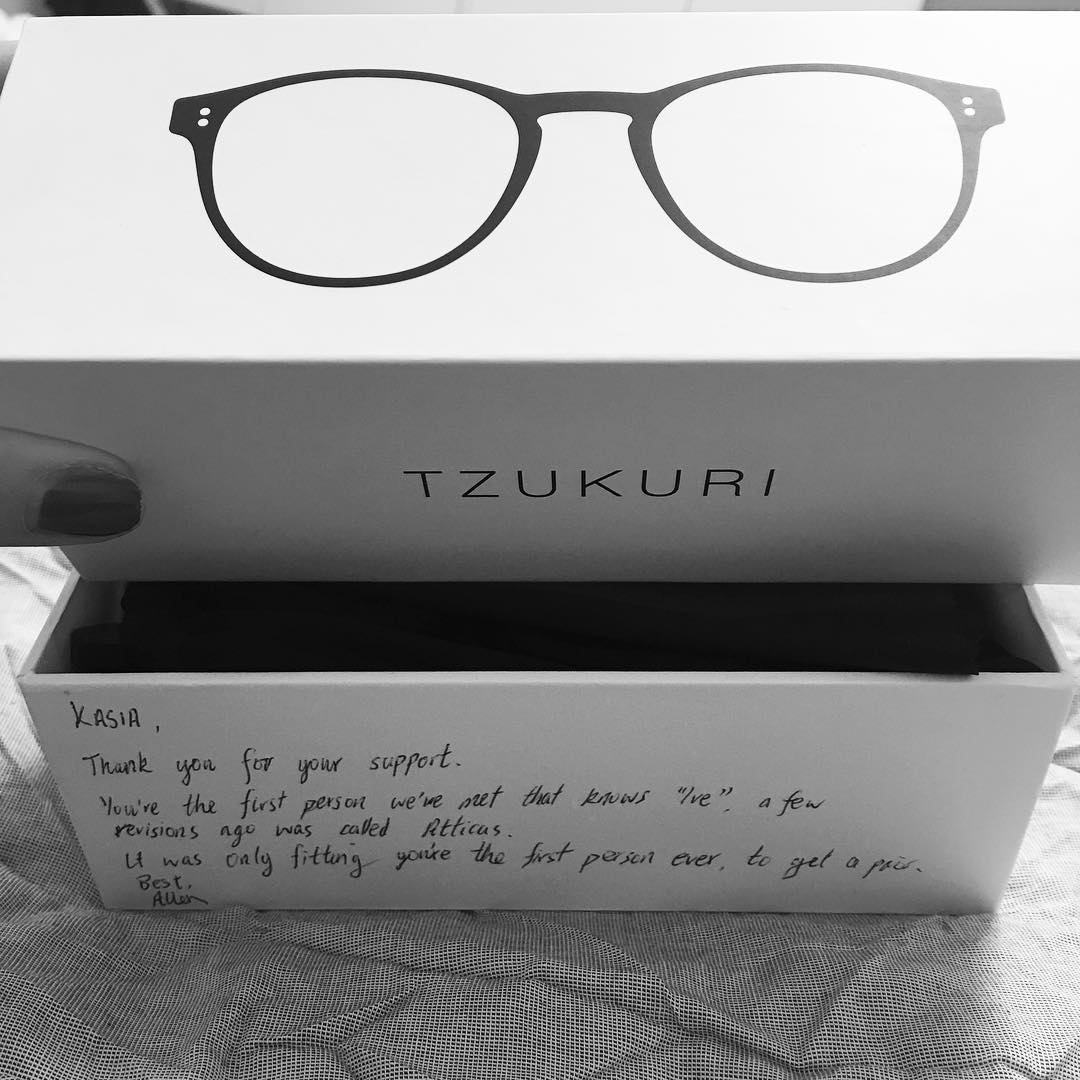 TZUKURI
KASIA,
Thank you for your support.
You're the first person we've met that knows "Ive", a few
revisions ago was called Atticus.
It was only fitting you're the first person ever, to get a pair.
Best,
Allen